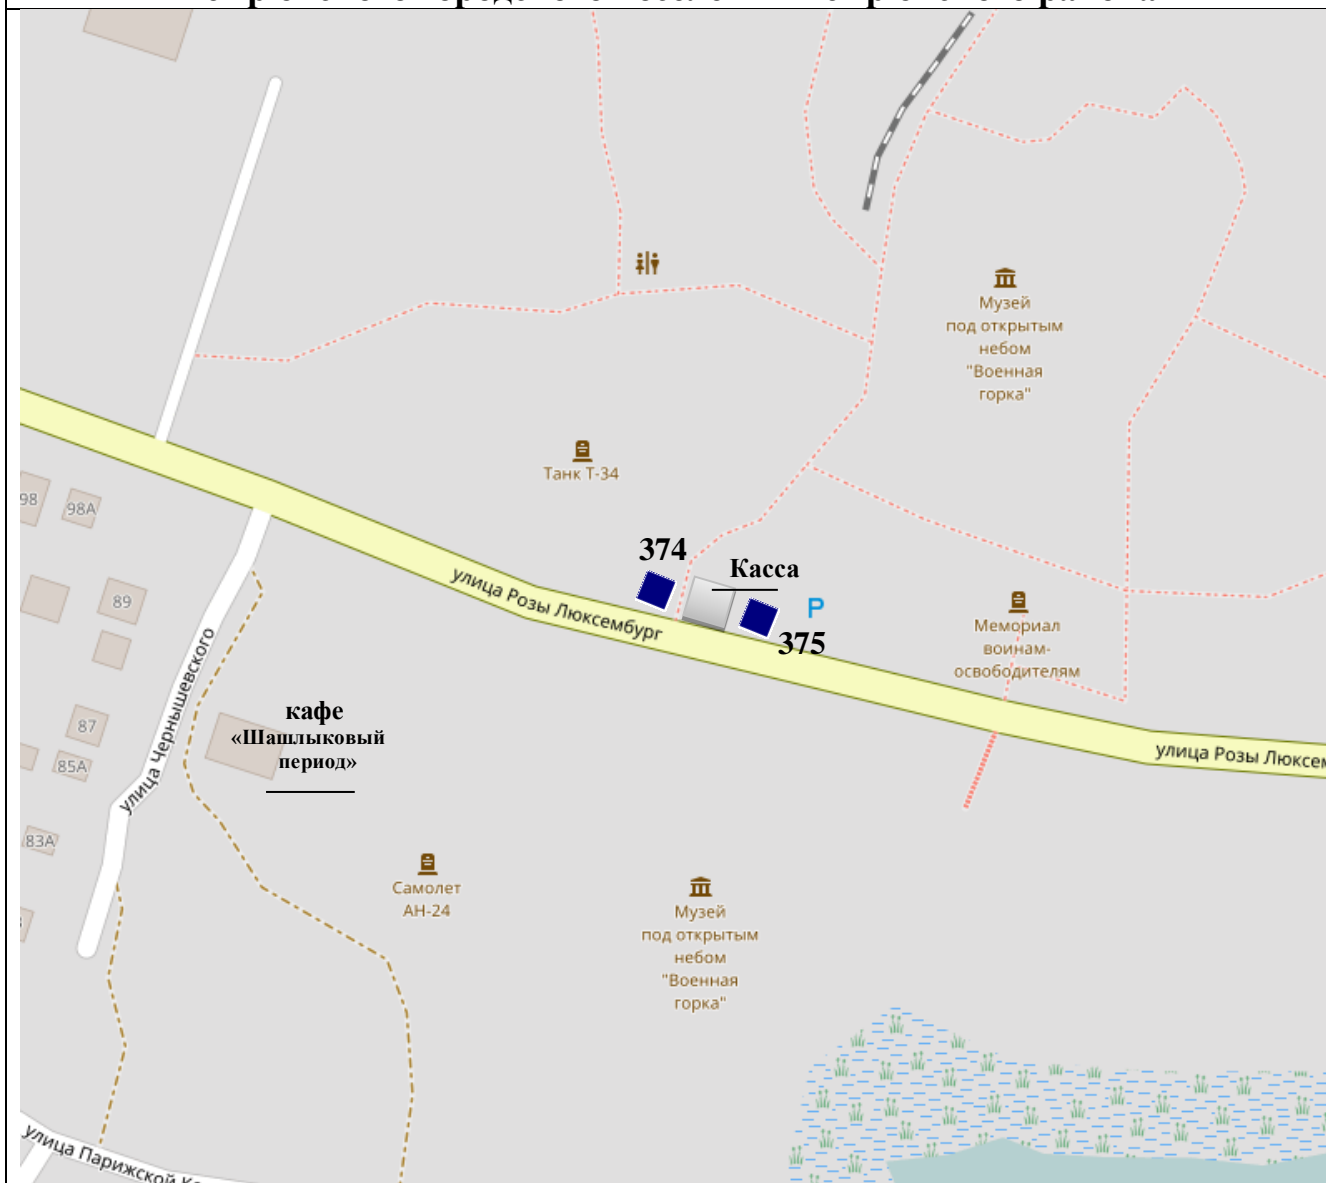 Музей
под открытым
небом
"Военная
горка"
Танк Т-34
98
98А
374
Касса
улица Розы Люксембург
89
P
375
Мемориал
воинам-
освободителям
улица Чернышевского
кафе
«Шашлыковый
период»
87
85А
улица Розы Люксем
83А
Самолет
АН-24
Музей
под открытым
небом
"Военная
горка"
улица Парижской